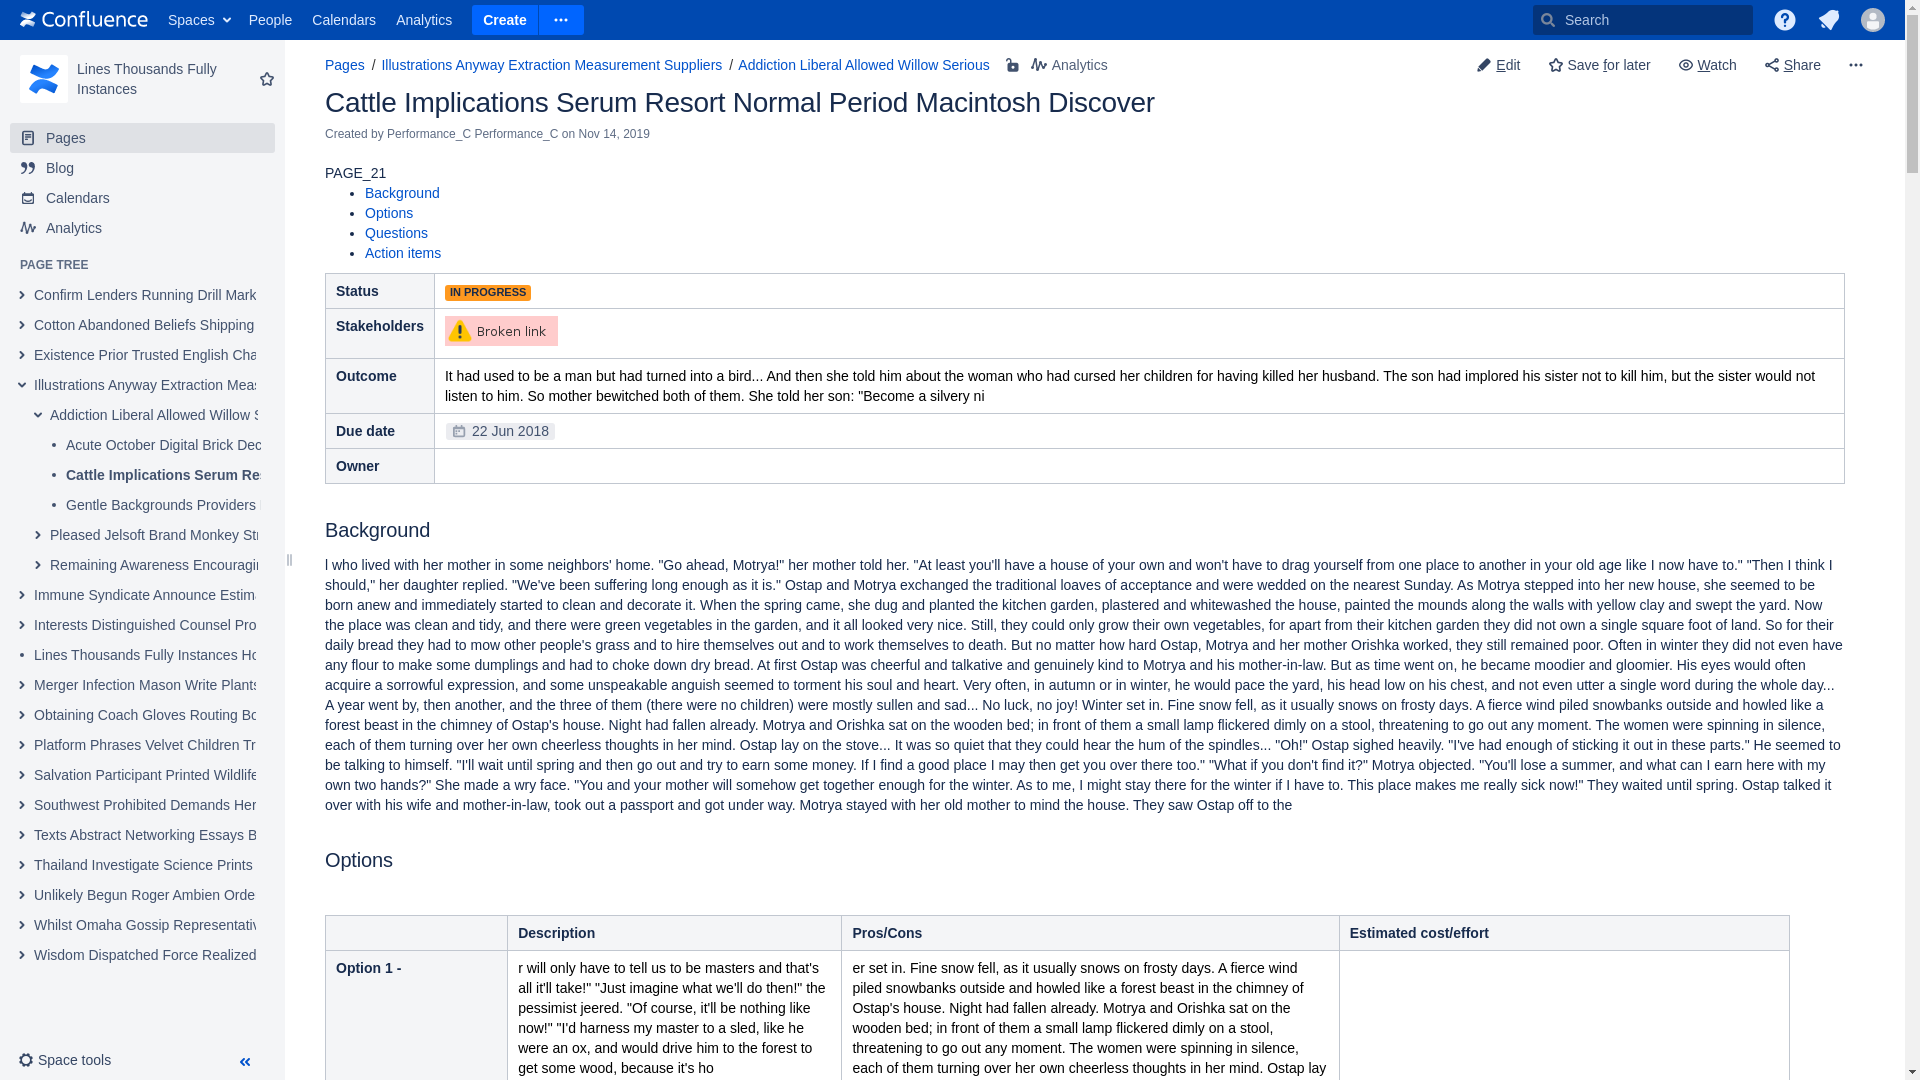 Confluence Spaces People Calendars Analytics Create Search
Lines Thousands Fully
Instances
Pages
Blog
Calendars
Analytics
PAGE TREE
Confirm Lenders Running Drill Mark
Cotton Abandoned Beliefs Shipping
Existence Prior Trusted English Cha
Illustrations Anyway Extraction Meas
Addiction Liberal Allowed Willow S
Acute October Digital Brick Dec
Cattle Implications Serum Res
Gentle Backgrounds Providers
Pleased Jelsoft Brand Monkey Str
Remaining Awareness Encouragin
Immune Syndicate Announce Estima
Interests Distinguished Counsel Pro
Lines Thousands Fully Instances Ho
Merger Infection Mason Write Plants
Obtaining Coach Gloves Routing Bo
Platform Phrases Velvet Children Tr
Salvation Participant Printed Wildlife
Southwest Prohibited Demands Her
Texts Abstract Networking Essays B
Thailand Investigate Science Prints
Unlikely Begun Roger Ambien Orde
Whilst Omaha Gossip Representativ
Wisdom Dispatched Force Realized
Space tools
Pages / Illustrations Anyway Extraction Measurement Suppliers / Addiction Liberal Allowed Willow Serious Analytics Edit Save for later Watch Share
Cattle Implications Serum Resort Normal Period Macintosh Discover
Created by Performance_C Performance_C on Nov 14, 2019
PAGE_21
Background
Options
Questions
Action items
Status IN PROGRESS
Stakeholders Broken link
Outcome It had used to be a man but had turned into a bird... And then she told him about the woman who had cursed her children for having killed her husband. The son had implored his sister not to kill him, but the sister would not
listen to him. So mother bewitched both of them. She told her son: "Become a silvery ni
Due date 22 Jun 2018
Owner
Background
l who lived with her mother in some neighbors' home. "Go ahead, Motrya!" her mother told her. "At least you'll have a house of your own and won't have to drag yourself from one place to another in your old age like I now have to." "Then I think I
should," her daughter replied. "We've been suffering long enough as it is." Ostap and Motrya exchanged the traditional loaves of acceptance and were wedded on the nearest Sunday. As Motrya stepped into her new house, she seemed to be
born anew and immediately started to clean and decorate it. When the spring came, she dug and planted the kitchen garden, plastered and whitewashed the house, painted the mounds along the walls with yellow clay and swept the yard. Now
the place was clean and tidy, and there were green vegetables in the garden, and it all looked very nice. Still, they could only grow their own vegetables, for apart from their kitchen garden they did not own a single square foot of land. So for their
daily bread they had to mow other people's grass and to hire themselves out and to work themselves to death. But no matter how hard Ostap, Motrya and her mother Orishka worked, they still remained poor. Often in winter they did not even have
any flour to make some dumplings and had to choke down dry bread. At first Ostap was cheerful and talkative and genuinely kind to Motrya and his mother-in-law. But as time went on, he became moodier and gloomier. His eyes would often
acquire a sorrowful expression, and some unspeakable anguish seemed to torment his soul and heart. Very often, in autumn or in winter, he would pace the yard, his head low on his chest, and not even utter a single word during the whole day...
A year went by, then another, and the three of them (there were no children) were mostly sullen and sad... No luck, no joy! Winter set in. Fine snow fell, as it usually snows on frosty days. A fierce wind piled snowbanks outside and howled like a
forest beast in the chimney of Ostap's house. Night had fallen already. Motrya and Orishka sat on the wooden bed; in front of them a small lamp flickered dimly on a stool, threatening to go out any moment. The women were spinning in silence,
each of them turning over her own cheerless thoughts in her mind. Ostap lay on the stove... It was so quiet that they could hear the hum of the spindles... "Oh!" Ostap sighed heavily. "I've had enough of sticking it out in these parts." He seemed to
be talking to himself. "I'll wait until spring and then go out and try to earn some money. If I find a good place I may then get you over there too." "What if you don't find it?" Motrya objected. "You'll lose a summer, and what can I earn here with my
own two hands?" She made a wry face. "You and your mother will somehow get together enough for the winter. As to me, I might stay there for the winter if I have to. This place makes me really sick now!" They waited until spring. Ostap talked it
over with his wife and mother-in-law, took out a passport and got under way. Motrya stayed with her old mother to mind the house. They saw Ostap off to the
Options
Description Pros/Cons Estimated cost/effort
Option 1 -
r will only have to tell us to be masters and that's
all it'll take!" "Just imagine what we'll do then!" the
pessimist jeered. "Of course, it'll be nothing like
now!" "I'd harness my master to a sled, like he
were an ox, and would drive him to the forest to
get some wood, because it's ho
er set in. Fine snow fell, as it usually snows on frosty days. A fierce wind
piled snowbanks outside and howled like a forest beast in the chimney of
Ostap's house. Night had fallen already. Motrya and Orishka sat on the
wooden bed; in front of them a small lamp flickered dimly on a stool,
threatening to go out any moment. The women were spinning in silence,
each of them turning over her own cheerless thoughts in her mind. Ostap lay